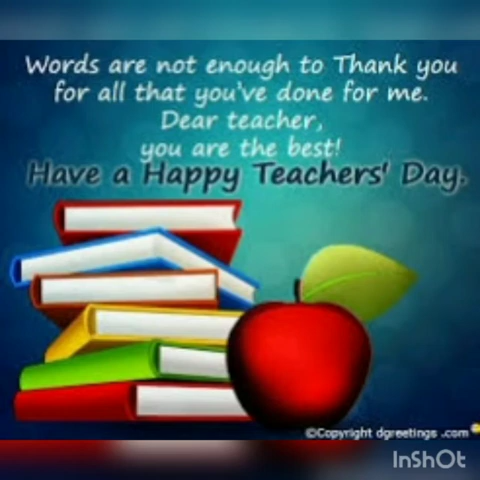 Words are not enough to Thank you
for all that you've done for me.
Dear teacher,
you are the best!
Have a Happy Teachers' Day.
©Copyright dgreetings .com
InShOt